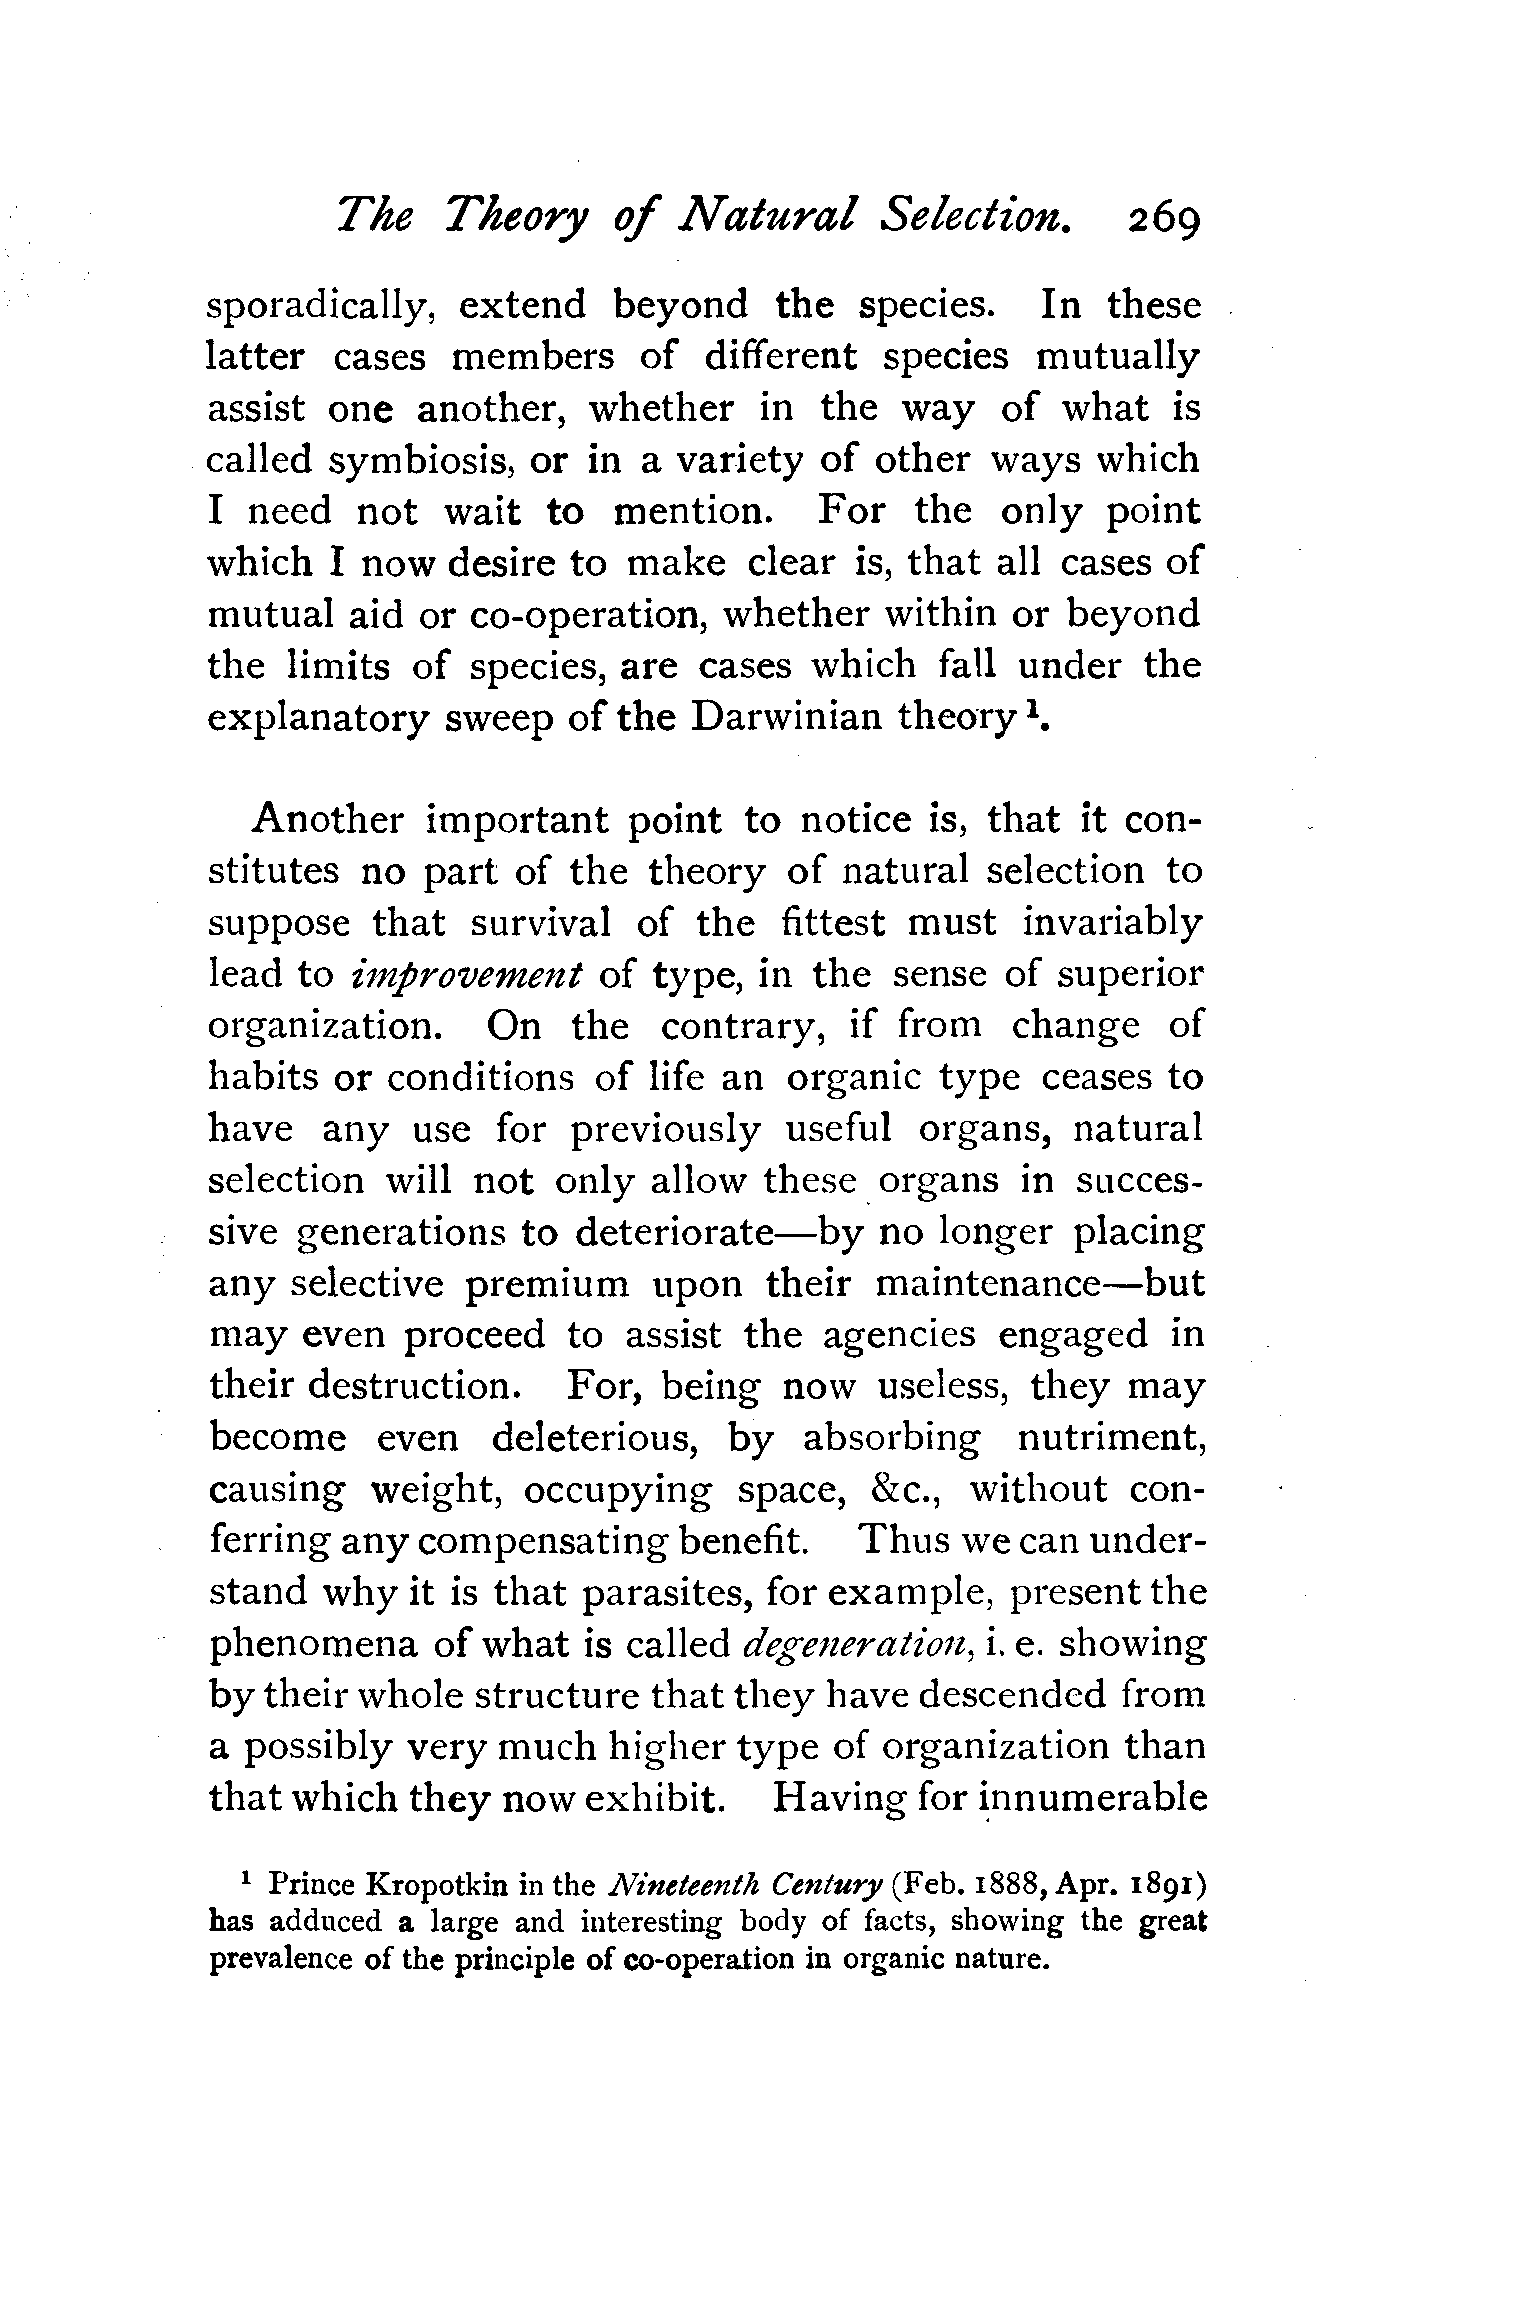 The Theory of Natural Selection. 269
sporadically, extend beyond the species. In these
latter cases members of different species mutually
assist one another, whether in the way of what is
called symbiosis, or in a variety of other ways which
I need not wait to mention. For the only point
which I now desire to make clear is, that all cases of
mutual aid or co-operation, whether within or beyond
the limits of species, are cases which fall under the
explanatory sweep of the Darwinian theory ¹.
Another important point to notice is, that it con-
stitutes no part of the theory of natural selection to
suppose that survival of the fittest must invariably
lead to improvement of type, in the sense of superior
organization. On the contrary, if from change of
habits or conditions of life an organic type ceases to
have any use for previously useful organs, natural
selection will not only allow these organs in succes-
sive generations to deteriorate—by no longer placing
any selective premium upon their maintenance—but
may even proceed to assist the agencies engaged in
their destruction. For, being now useless, they may
become even deleterious, by absorbing nutriment,
causing weight, occupying space, &c., without con-
ferring any compensating benefit. Thus we can under-
stand why it is that parasites, for example, present the
phenomena of what is called degeneration, i. e. showing
by their whole structure that they have descended from
a possibly very much higher type of organization than
that which they now exhibit. Having for innumerable
¹ Prince Kropotkin in the Nineteenth Century (Feb. 1888, Apr. 1891)
has adduced a large and interesting body of facts, showing the great
prevalence of the principle of co-operation in organic nature.